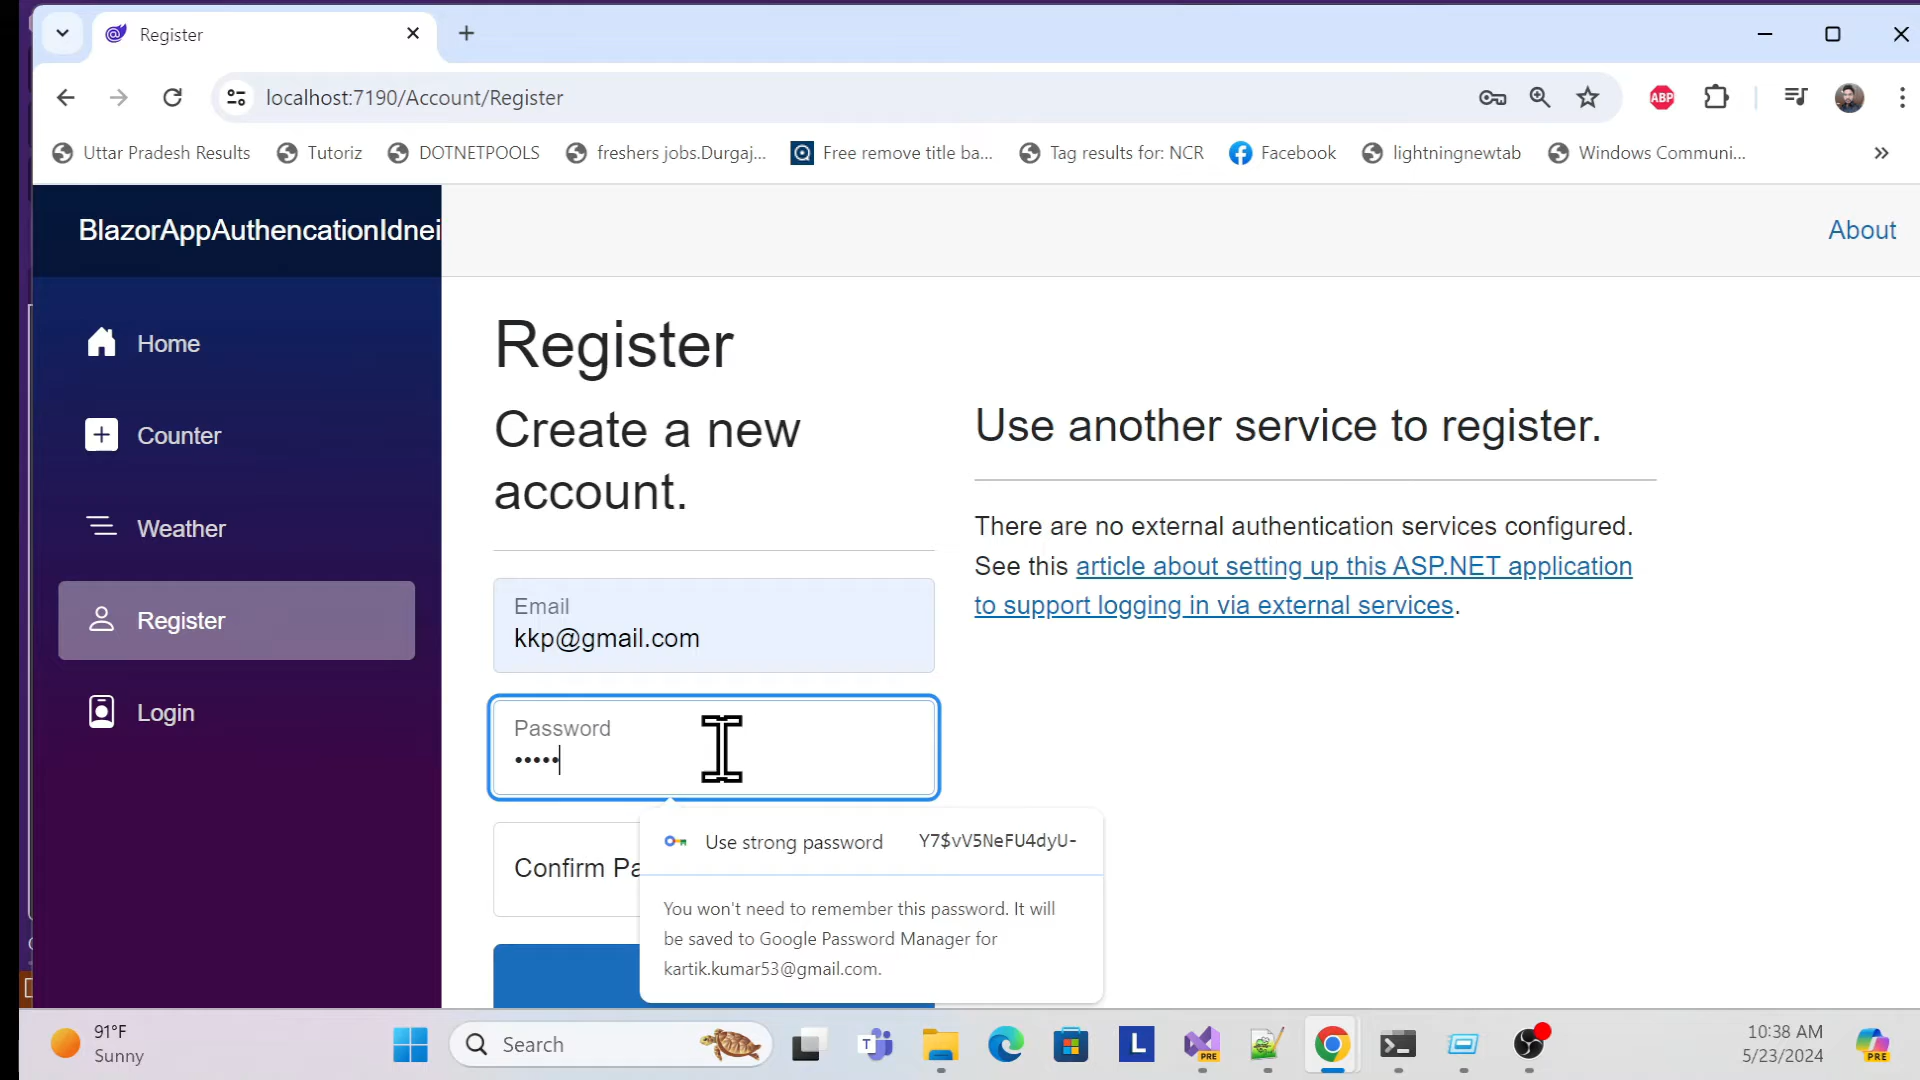 Register
localhost:7190/Account/Register
ABP
Uttar Pradesh Results
Tutoriz
DOTNETPOOLS
freshers jobs.Durgaj...
Free remove title ba...
Tag results for: NCR
Facebook
lightningnewtab
Windows Communi...
BlazorAppAuthencationIdnei
About
Home
Counter
Weather
Register
Login
Register
Create a new
account.
Email
kkp@gmail.com
Password
•••••
Confirm Pa
Use strong password Y7$vV5NeFU4dyU-
You won't need to remember this password. It will
be saved to Google Password Manager for
kartik.kumar53@gmail.com.
Use another service to register.
There are no external authentication services configured.
See this article about setting up this ASP.NET application
to support logging in via external services.
91°F
Sunny
Search
L
PRE
10:38 AM
5/23/2024
PRE